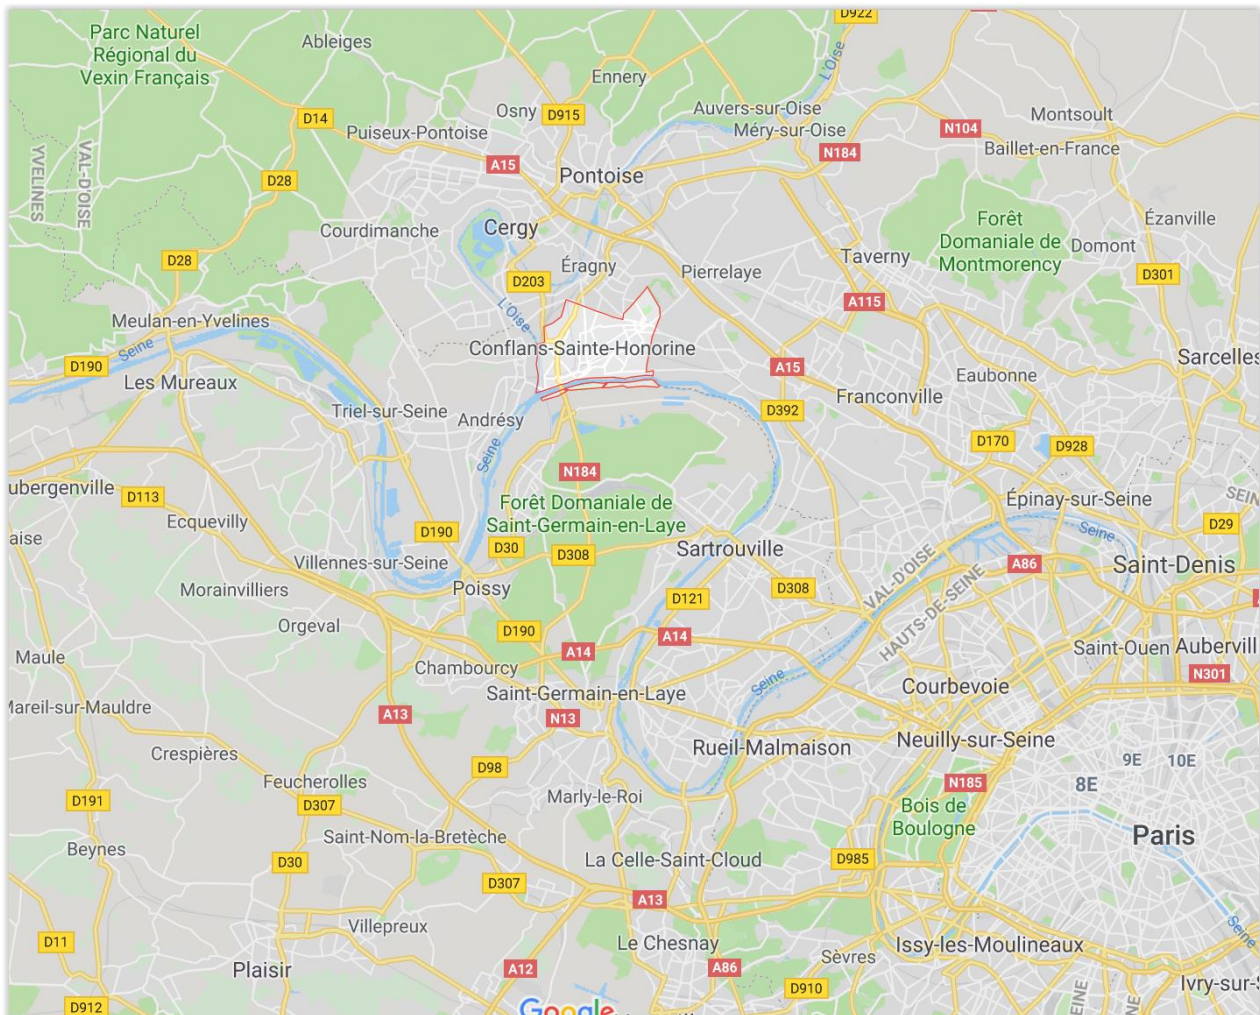 D922
Parc Naturel
Régional du
Vexin Français
Ableiges
L'Oise
Ennery
Osny
D915
Auvers-sur-Oise
Méry-sur-Oise
Montsoult
D14
Puiseux-Pontoise
N104
Baillet-en-France
A15
N184
Pontoise
D28
YVELINES
VAL-D'OISE
Courdimanche
Cergy
Forêt
Domaniale de
Montmorency
Ézanville
Domont
D28
Éragny
Pierrelaye
Taverny
D301
D203
A115
L'Oise
Meulan-en-Yvelines
Seine
Conflans-Sainte-Honorine
Sarcelles
D190
Les Mureaux
A15
Eaubonne
Triel-sur-Seine
Andrésy
D392
Franconville
D170
D928
Seine
N184
ubergenville
D113
Forêt Domaniale de
Saint-Germain-en-Laye
Épinay-sur-Seine
SEIN
Ecquevilly
D29
aise
D190
D30
D308
Sartrouville
Seine
Villennes-sur-Seine
VAL-D'OISE
HAUTS-DE-SEINE
A86
Saint-Denis
Morainvilliers
Poissy
D121
D308
Orgeval
D190
A14
Maule
A14
Saint-Ouen
Aubervill
Chambourcy
Saint-Germain-en-Laye
Seine
Courbevoie
N301
Mareil-sur-Mauldre
A13
N13
Crespières
Rueil-Malmaison
Neuilly-sur-Seine
9E
10E
D98
Feucherolles
N185
8E
D191
D307
Marly-le-Roi
Bois de
Boulogne
Saint-Nom-la-Bretèche
Paris
Beynes
D30
La Celle-Saint-Cloud
D985
D307
A13
Villepreux
Seine
D11
Le Chesnay
Issy-les-Moulineaux
Plaisir
A12
A86
Sèvres
Ivry-sur-S
D912
D910
Google